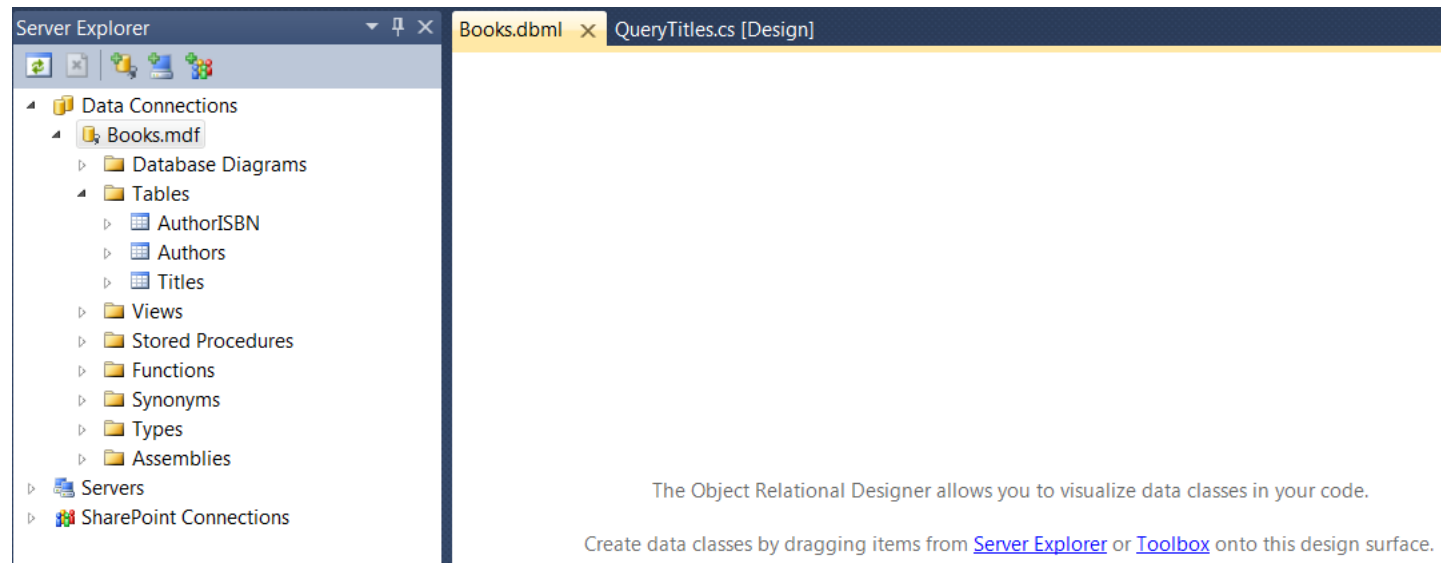 Server Explorer
Books.dbml
QueryTitles.cs [Design]
Data Connections
Books.mdf
Database Diagrams
Tables
AuthorISBN
Authors
Titles
Views
Stored Procedures
Functions
Synonyms
Types
Assemblies
Servers
SharePoint Connections
The Object Relational Designer allows you to visualize data classes in your code.
Create data classes by dragging items from Server Explorer or Toolbox onto this design surface.